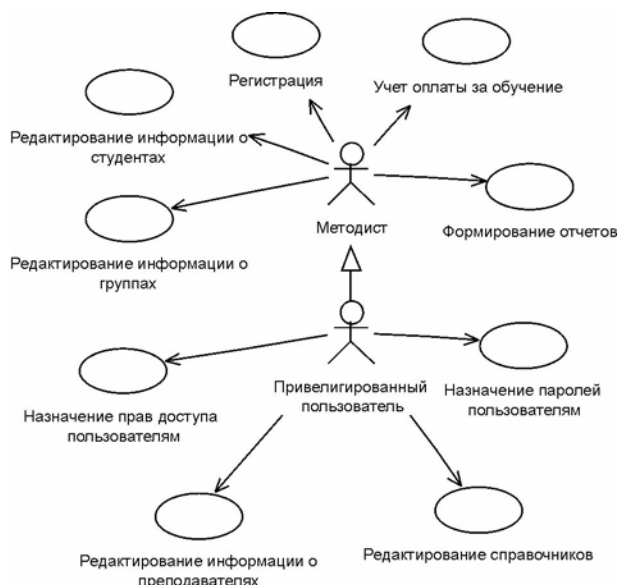 Регистрация
Учет оплаты за обучение
Редактирование информации о
студентах
Методист
Формирование отчетов
Редактирование информации о
группах
Привелигированный
пользователь
Назначение паролей
пользователям
Назначение прав доступа
пользователям
Редактирование справочников
Редактирование информации о
преподавателях